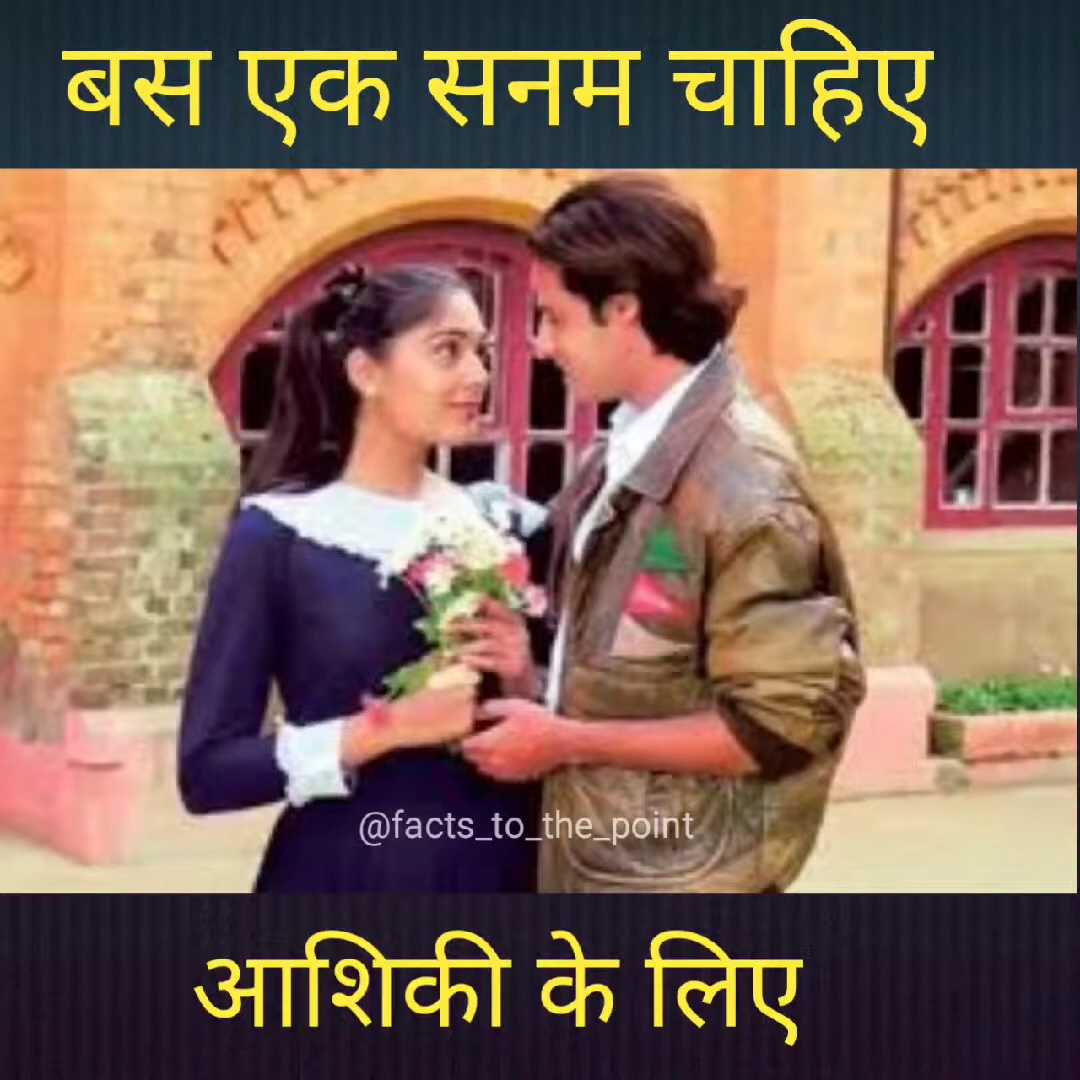 बस एक सनम चाहिए
@facts_to_the_point
आशिकी के लिए